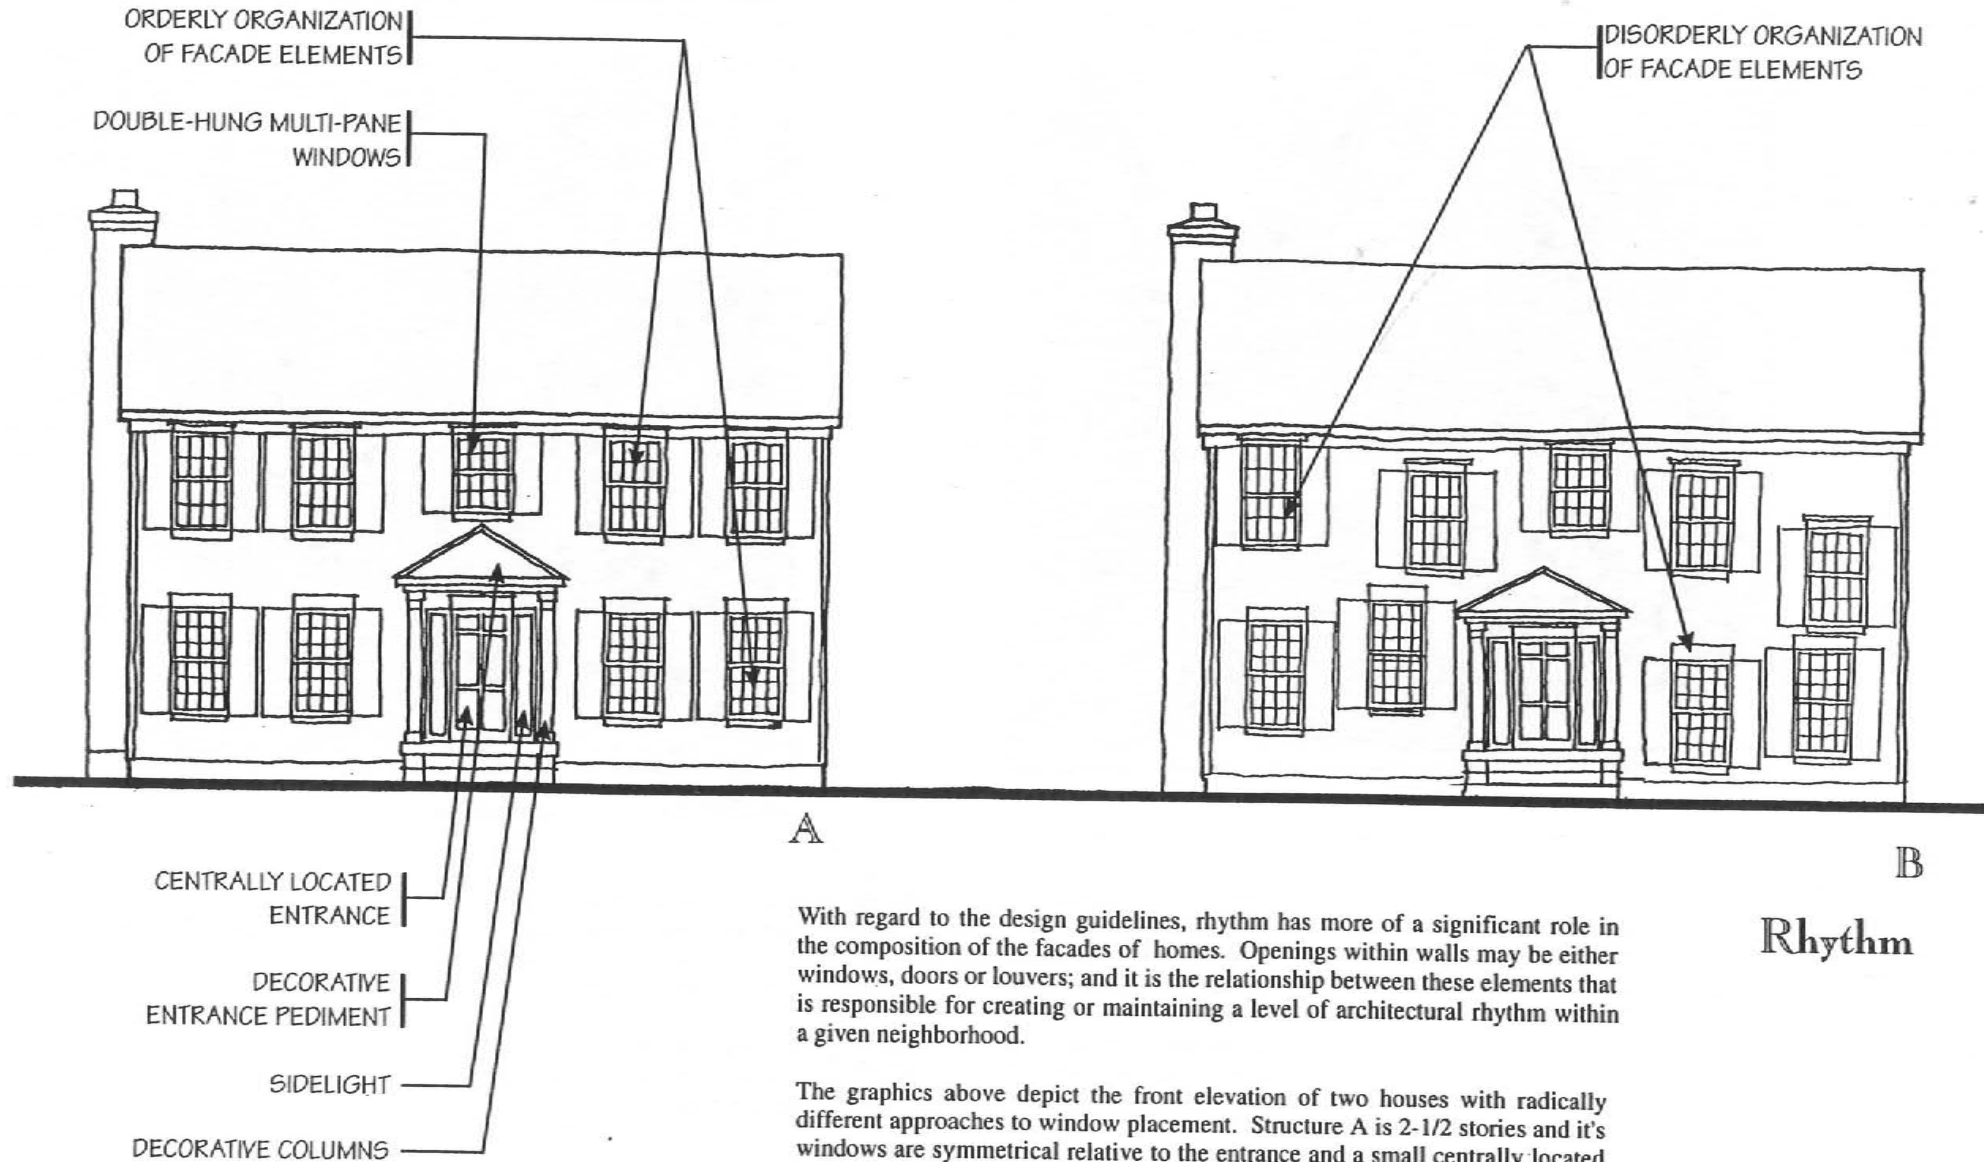 ORDERLY ORGANIZATION
OF FACADE ELEMENTS
DOUBLE-HUNG MULTI-PANE
WINDOWS
DISORDERLY ORGANIZATION
OF FACADE ELEMENTS
A
B
CENTRALLY LOCATED
ENTRANCE
DECORATIVE
ENTRANCE PEDIMENT
SIDELIGHT
DECORATIVE COLUMNS
Rhythm
With regard to the design guidelines, rhythm has more of a significant role in
the composition of the facades of homes. Openings within walls may be either
windows, doors or louvers; and it is the relationship between these elements that
is responsible for creating or maintaining a level of architectural rhythm within
a given neighborhood.
The graphics above depict the front elevation of two houses with radically
different approaches to window placement. Structure A is 2-1/2 stories and it's
windows are symmetrical relative to the entrance and a small centrally located